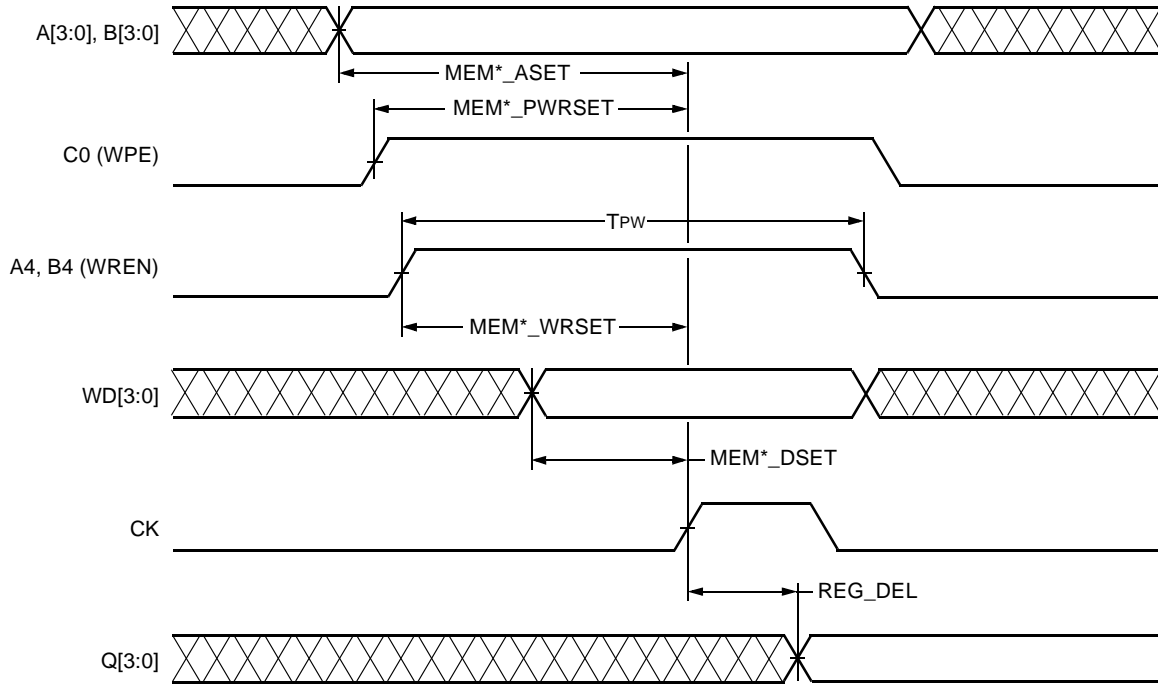 A[3:0], B[3:0]
MEM*_ASET
MEM*_PWRSET
C0 (WPE)
TPW
A4, B4 (WREN)
MEM*_WRSET
WD[3:0]
MEM*_DSET
CK
REG_DEL
Q[3:0]